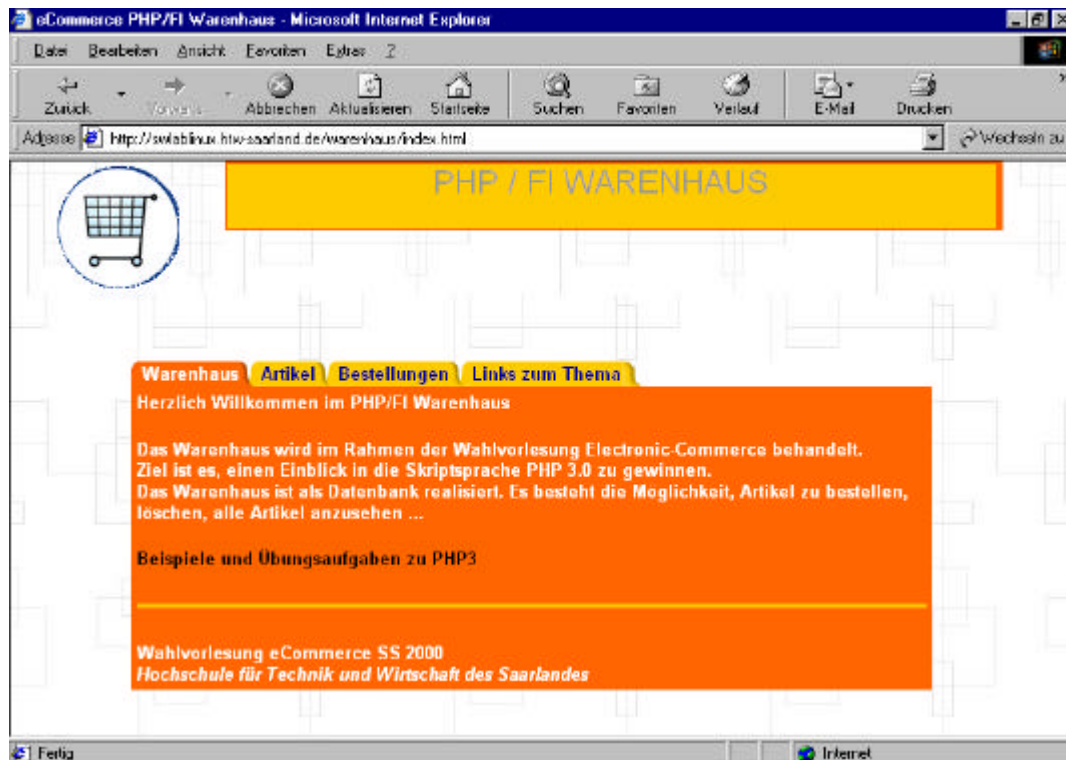 eCommerce PHP/FI Warenhaus - Microsoft Internet Explorer
Datei Bearbeiten Ansicht Favoriten Extras ?
Zurück Vorwärts Abbrechen Aktualisieren Startseite Suchen Favoriten Verlauf E-Mail Drucken
Adresse http://swlablinux.htw-saarland.de/warenhaus/index.html Wechseln zu
PHP / FI WARENHAUS
Warenhaus Artikel Bestellungen Links zum Thema
Herzlich Willkommen im PHP/FI Warenhaus
Das Warenhaus wird im Rahmen der Wahlvorlesung Electronic-Commerce behandelt.
Ziel ist es, einen Einblick in die Skriptsprache PHP 3.0 zu gewinnen.
Das Warenhaus ist als Datenbank realisiert. Es besteht die Möglichkeit, Artikel zu bestellen,
löschen, alle Artikel anzusehen ...
Beispiele und Übungsaufgaben zu PHP3
Wahlvorlesung eCommerce SS 2000
Hochschule für Technik und Wirtschaft des Saarlandes
Fertig Internet